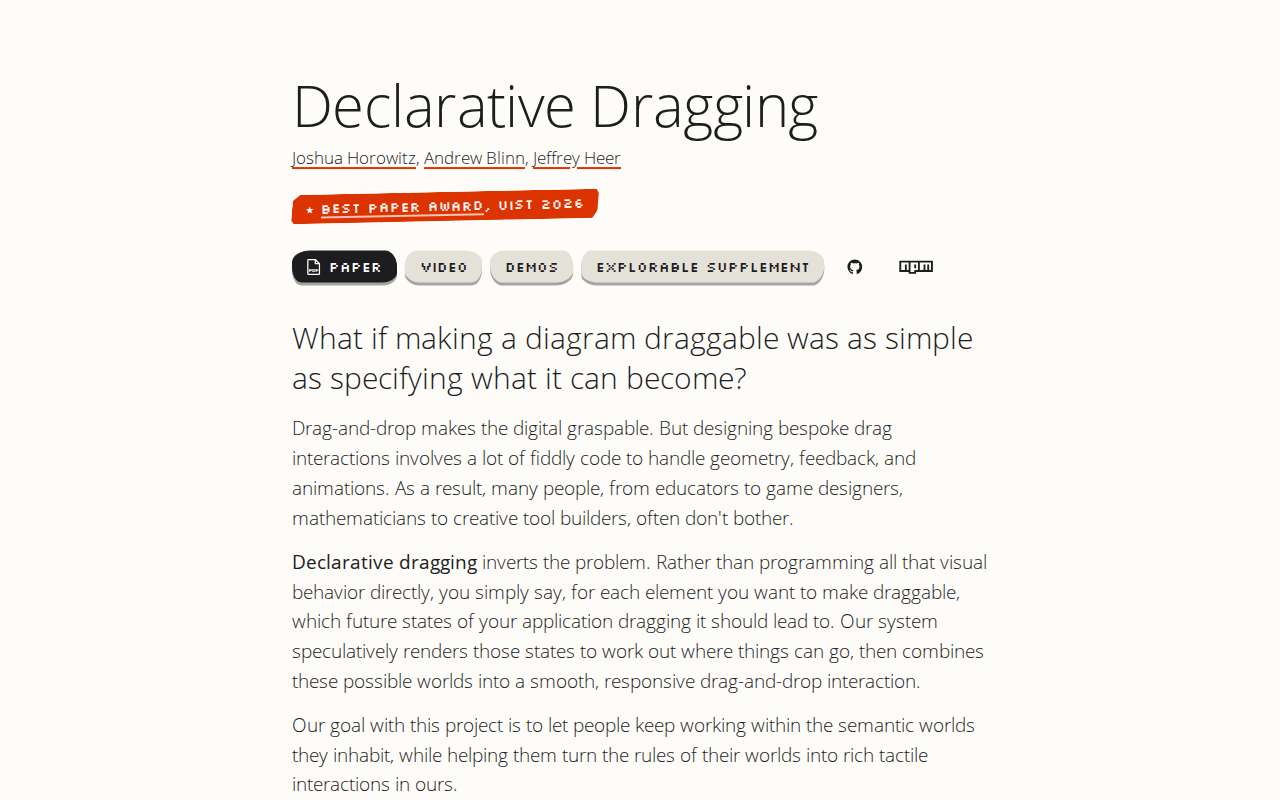 Declarative Dragging
Joshua Horowitz, Andrew Blinn, Jeffrey Heer
★ BEST PAPER AWARD, UIST 2026
PDF PAPER VIDEO DEMOS EXPLORABLE SUPPLEMENT npm
What if making a diagram draggable was as simple
as specifying what it can become?
Drag-and-drop makes the digital graspable. But designing bespoke drag
interactions involves a lot of fiddly code to handle geometry, feedback, and
animations. As a result, many people, from educators to game designers,
mathematicians to creative tool builders, often don't bother.
Declarative dragging inverts the problem. Rather than programming all that visual
behavior directly, you simply say, for each element you want to make draggable,
which future states of your application dragging it should lead to. Our system
speculatively renders those states to work out where things can go, then combines
these possible worlds into a smooth, responsive drag-and-drop interaction.
Our goal with this project is to let people keep working within the semantic worlds
they inhabit, while helping them turn the rules of their worlds into rich tactile
interactions in ours.